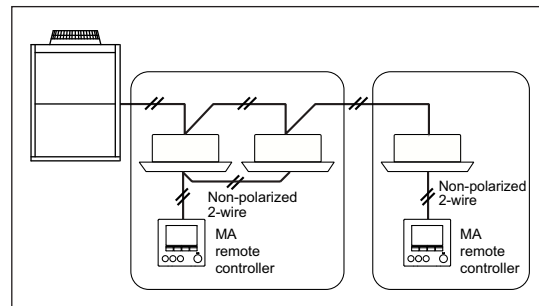 Non-polarized
2-wire
MA
remote
controller
Non-polarized
2-wire
MA
remote
controller